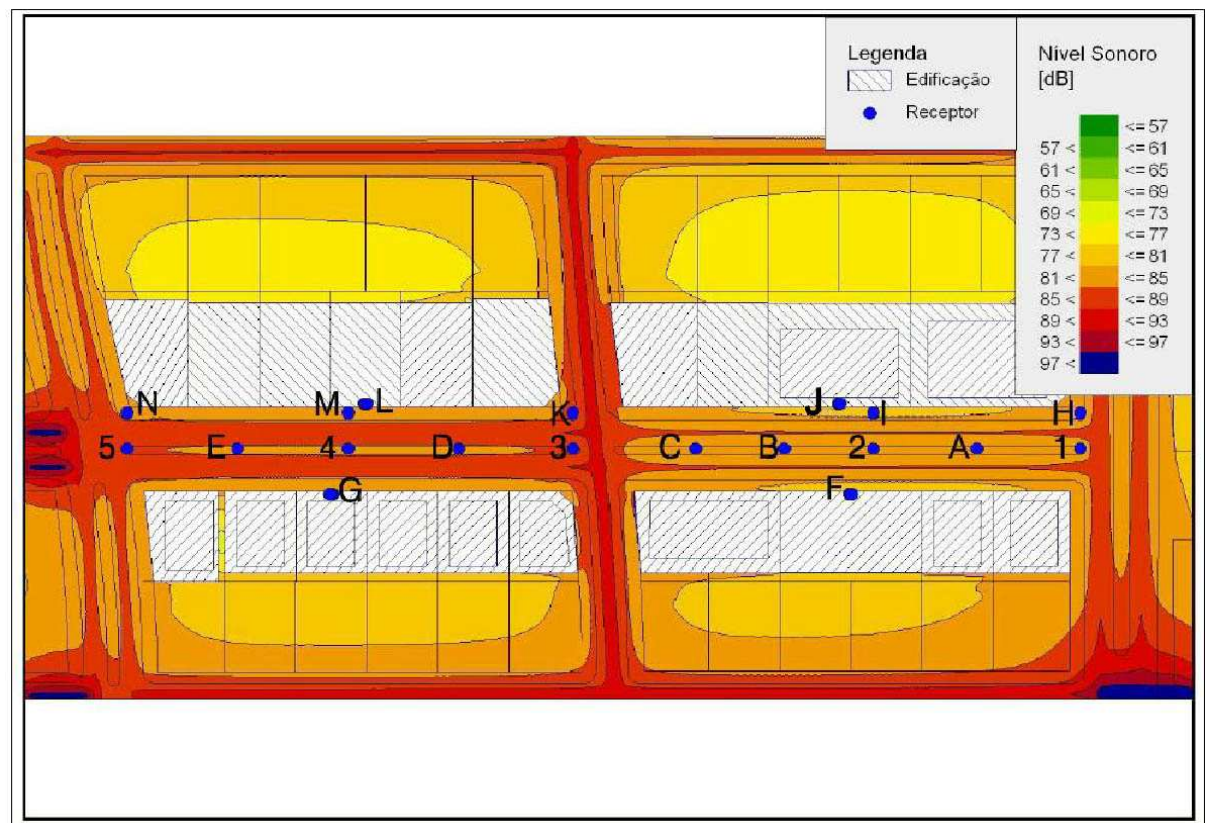 Legenda
Edificação
Receptor
Nível Sonoro
[dB]
<= 57
57 < <= 61
61 < <= 65
65 < <= 69
69 < <= 73
73 < <= 77
77 < <= 81
81 < <= 85
85 < <= 89
89 < <= 93
93 < <= 97
97 <
N M L K J I H
5 E 4 D 3 C B 2 A 1
G F